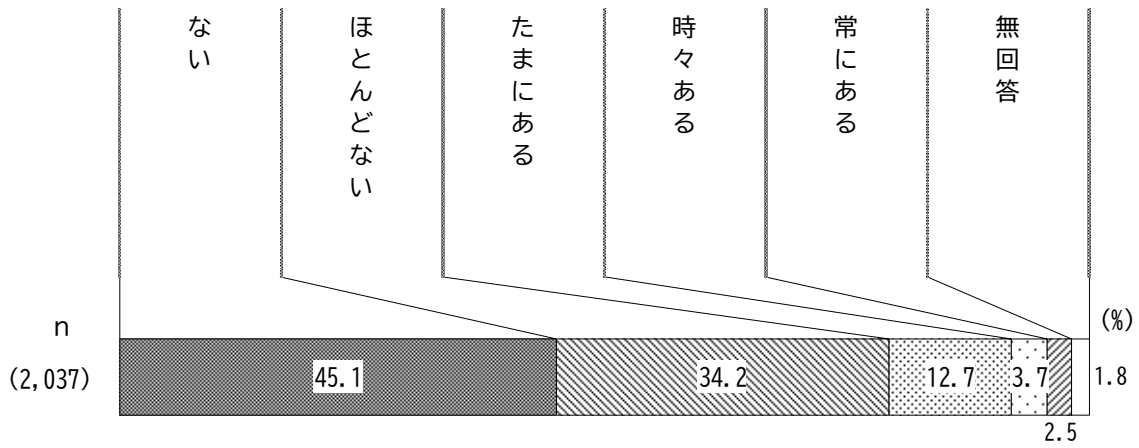 ない
ほとんどない
たまにある
時々ある
常にある
無回答
n
(%)
(2,037)
45.1
34.2
12.7
3.7
1.8
2.5